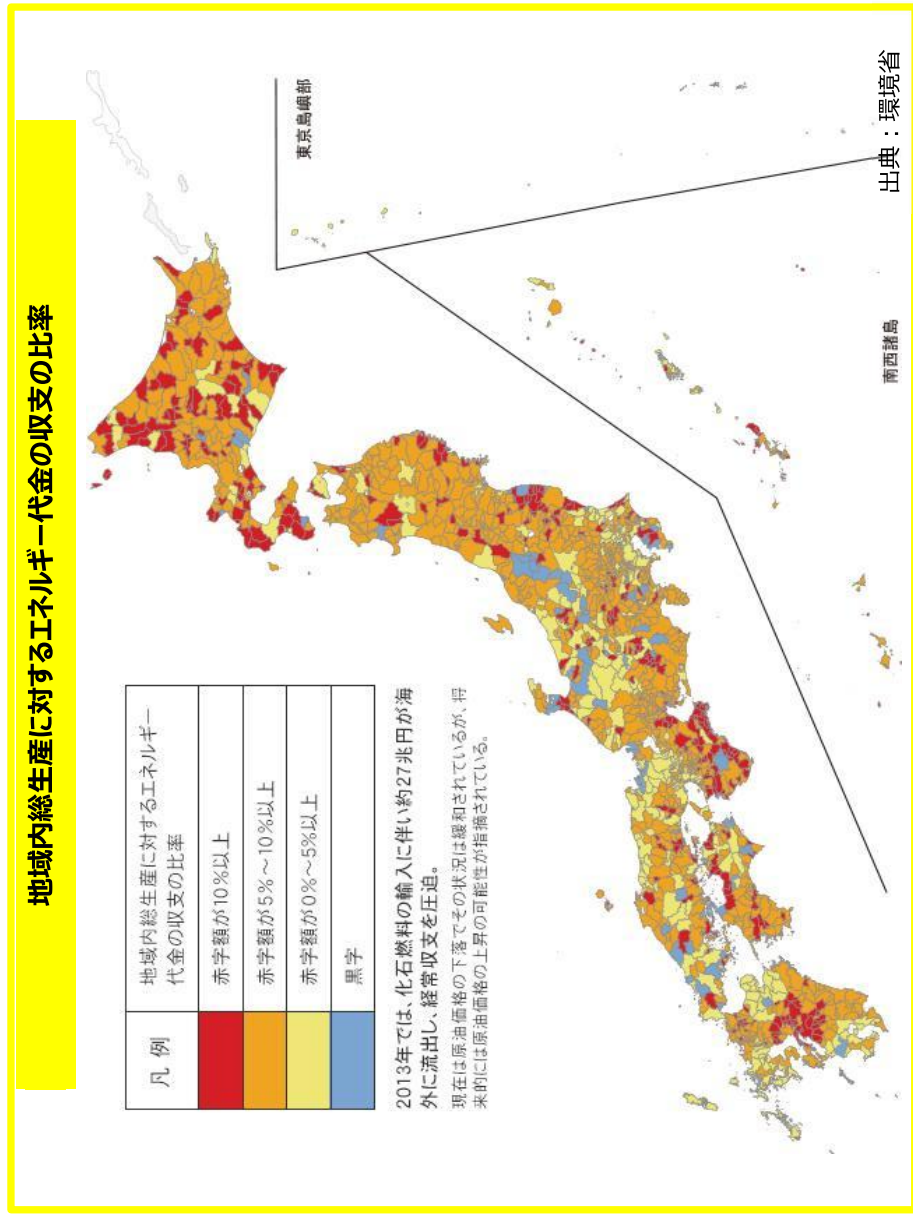 地域内総生産に対するエネルギー代金の収支の比率
凡 例
地域内総生産に対するエネルギー
代金の収支の比率
赤字額が10%以上
赤字額が5%～10%以上
赤字額が0%～5%以上
黒字
2013年では、化石燃料の輸入に伴い約27兆円が海
外に流出し、経常収支を圧迫。
現在は原油価格の下落でその状況は緩和されているが、将
来的には原油価格の上昇の可能性が指摘されている。
東京島嶼部
南西諸島
出典：環境省